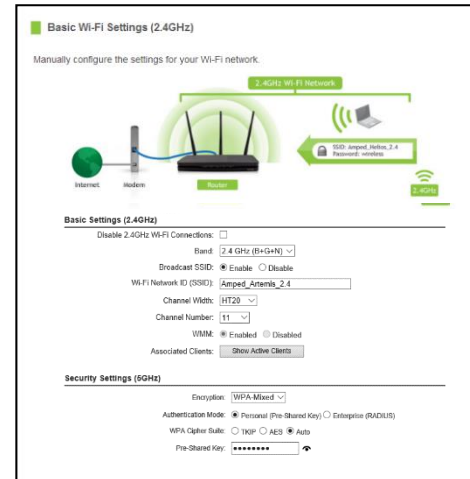 Basic Wi-Fi Settings (2.4GHz)
Manually configure the settings for your Wi-Fi network.
2.4GHz Wi-Fi Network
SSID: Amped_Helios_2.4
Password: wireless
Internet
Modem
Router
2.4GHz
Basic Settings (2.4GHz)
Disable 2.4GHz Wi-Fi Connections:
Band: 2.4 GHz (B+G+N)
Broadcast SSID: Enable Disable
Wi-Fi Network ID (SSID): Amped_Artemis_2.4
Channel Width: HT20
Channel Number: 11
WMM: Enabled Disabled
Associated Clients: Show Active Clients
Security Settings (5GHz)
Encryption: WPA-Mixed
Authentication Mode: Personal (Pre-Shared Key) Enterprise (RADIUS)
WPA Cipher Suite: TKIP AES Auto
Pre-Shared Key: ••••••••